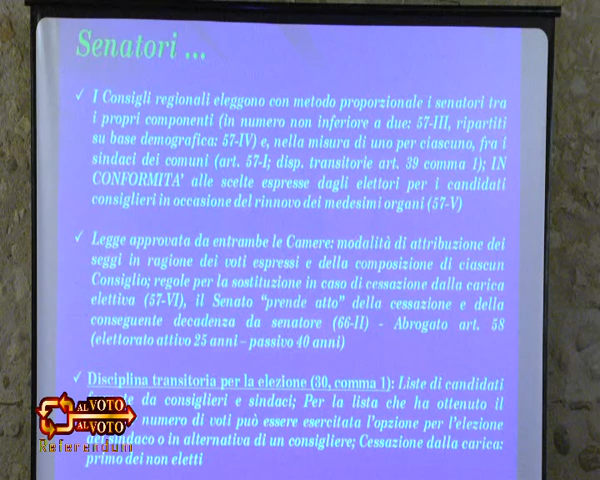 Senatori ...
✓ I Consigli regionali eleggono con metodo proporzionale i senatori tra
i propri componenti (in numero non inferiore a due: 57-III, ripartiti
su base demografica: 57-IV) e, nella misura di uno per ciascuno, fra i
sindaci dei comuni (art. 57-I; disp. transitorie art. 39 comma 1); IN
CONFORMITA' alle scelte espresse dagli elettori per i candidati
consiglieri in occasione del rinnovo dei medesimi organi (57-V)
✓ Legge approvata da entrambe le Camere: modalità di attribuzione dei
seggi in ragione dei voti espressi e della composizione di ciascun
Consiglio; regole per la sostituzione in caso di cessazione dalla carica
elettiva (57-VI), il Senato "prende atto" della cessazione e della
conseguente decadenza da senatore (66-II) - Abrogato art. 58
(elettorato attivo 25 anni – passivo 40 anni)
✓ Disciplina transitoria per la elezione (30, comma 1): Liste di candidati
da consiglieri e sindaci; Per la lista che ha ottenuto il
numero di voti può essere esercitata l'opzione per l'elezione
del sindaco o in alternativa di un consigliere; Cessazione dalla carica:
primo dei non eletti
AL VOTO
AL VOTO
Referendum